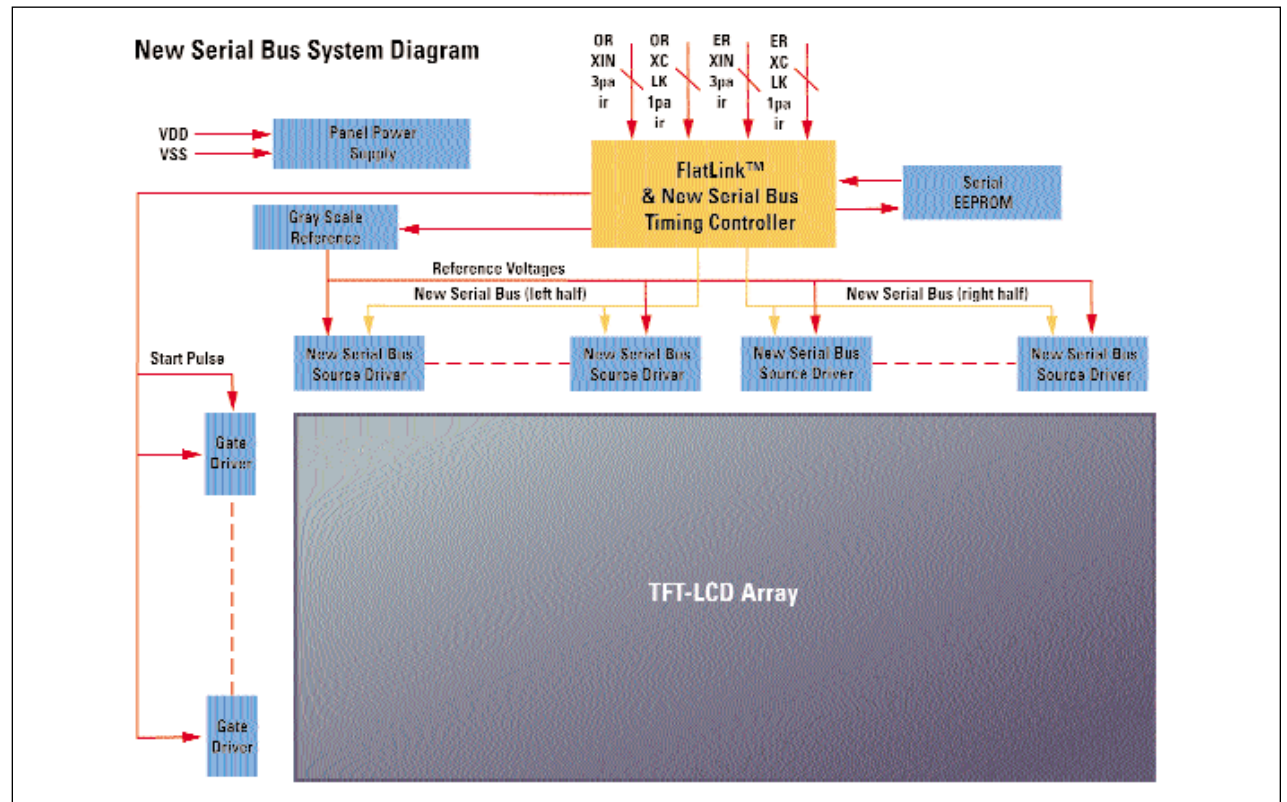 New Serial Bus System Diagram
OR
XIN
3pa
ir
OR
XC
LK
1pa
ir
ER
XIN
3pa
ir
ER
XC
LK
1pa
ir
VDD
VSS
Panel Power
Supply
FlatLink™
& New Serial Bus
Timing Controller
Serial
EEPROM
Gray Scale
Reference
Reference Voltages
New Serial Bus (left half)
New Serial Bus (right half)
New Serial Bus
Source Driver
New Serial Bus
Source Driver
New Serial Bus
Source Driver
New Serial Bus
Source Driver
Start Pulse
Gate
Driver
TFT-LCD Array
Gate
Driver